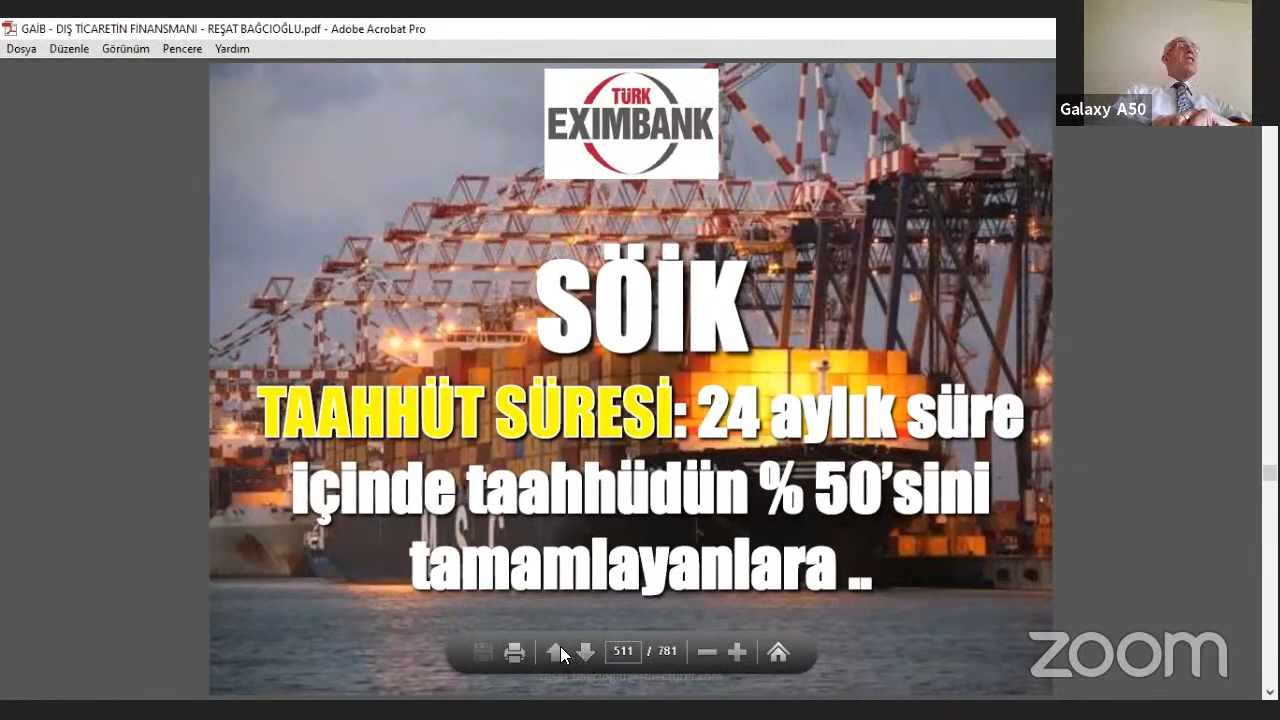 GAİB - DIŞ TİCARETİN FİNANSMANI - REŞAT BAĞCIOĞLU.pdf - Adobe Acrobat Pro
Dosya Düzenle Görünüm Pencere Yardım
Galaxy A50
TÜRK
EXIMBANK
SÖİK
TAAHHÜT SÜRESİ: 24 aylık süre
içinde taahhüdün % 50’sini
tamamlayanlara ..
M S C
511 / 781
zoom